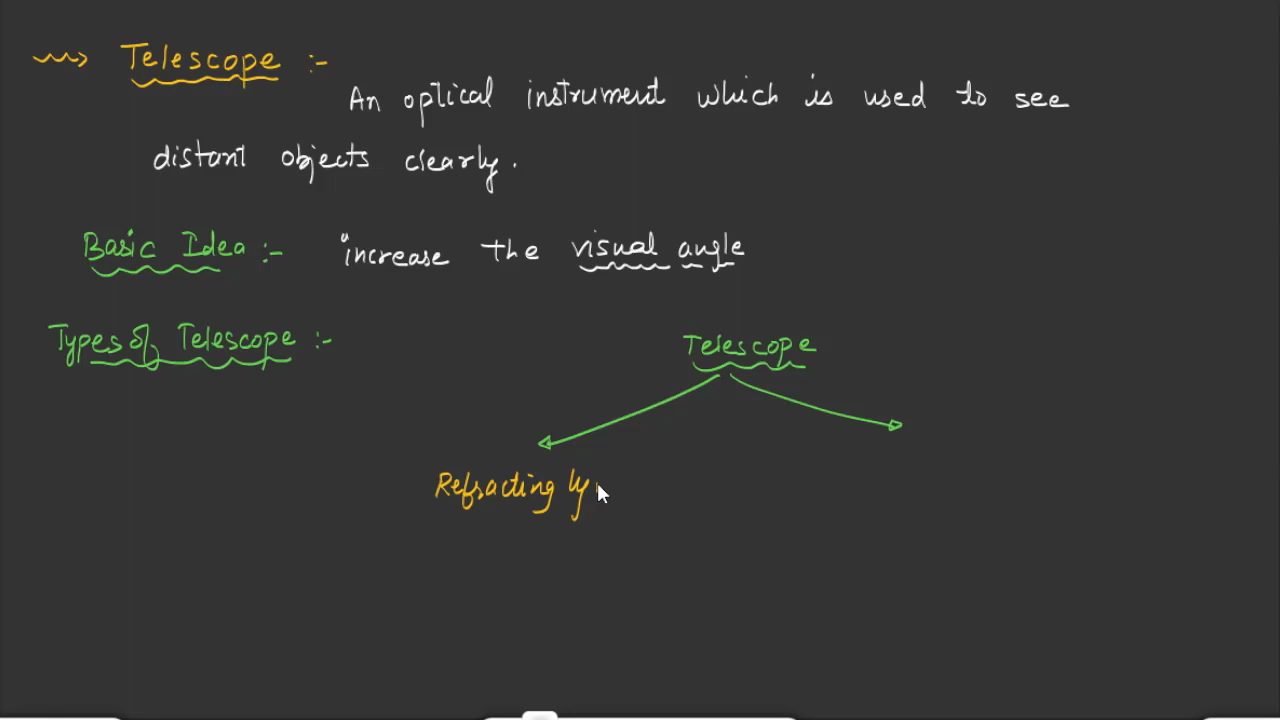 Telescope :-
An optical instrument which is used to see
distant objects clearly.
Basic Idea :- increase the visual angle
Types of Telescope :-
Telescope
Refracting ty